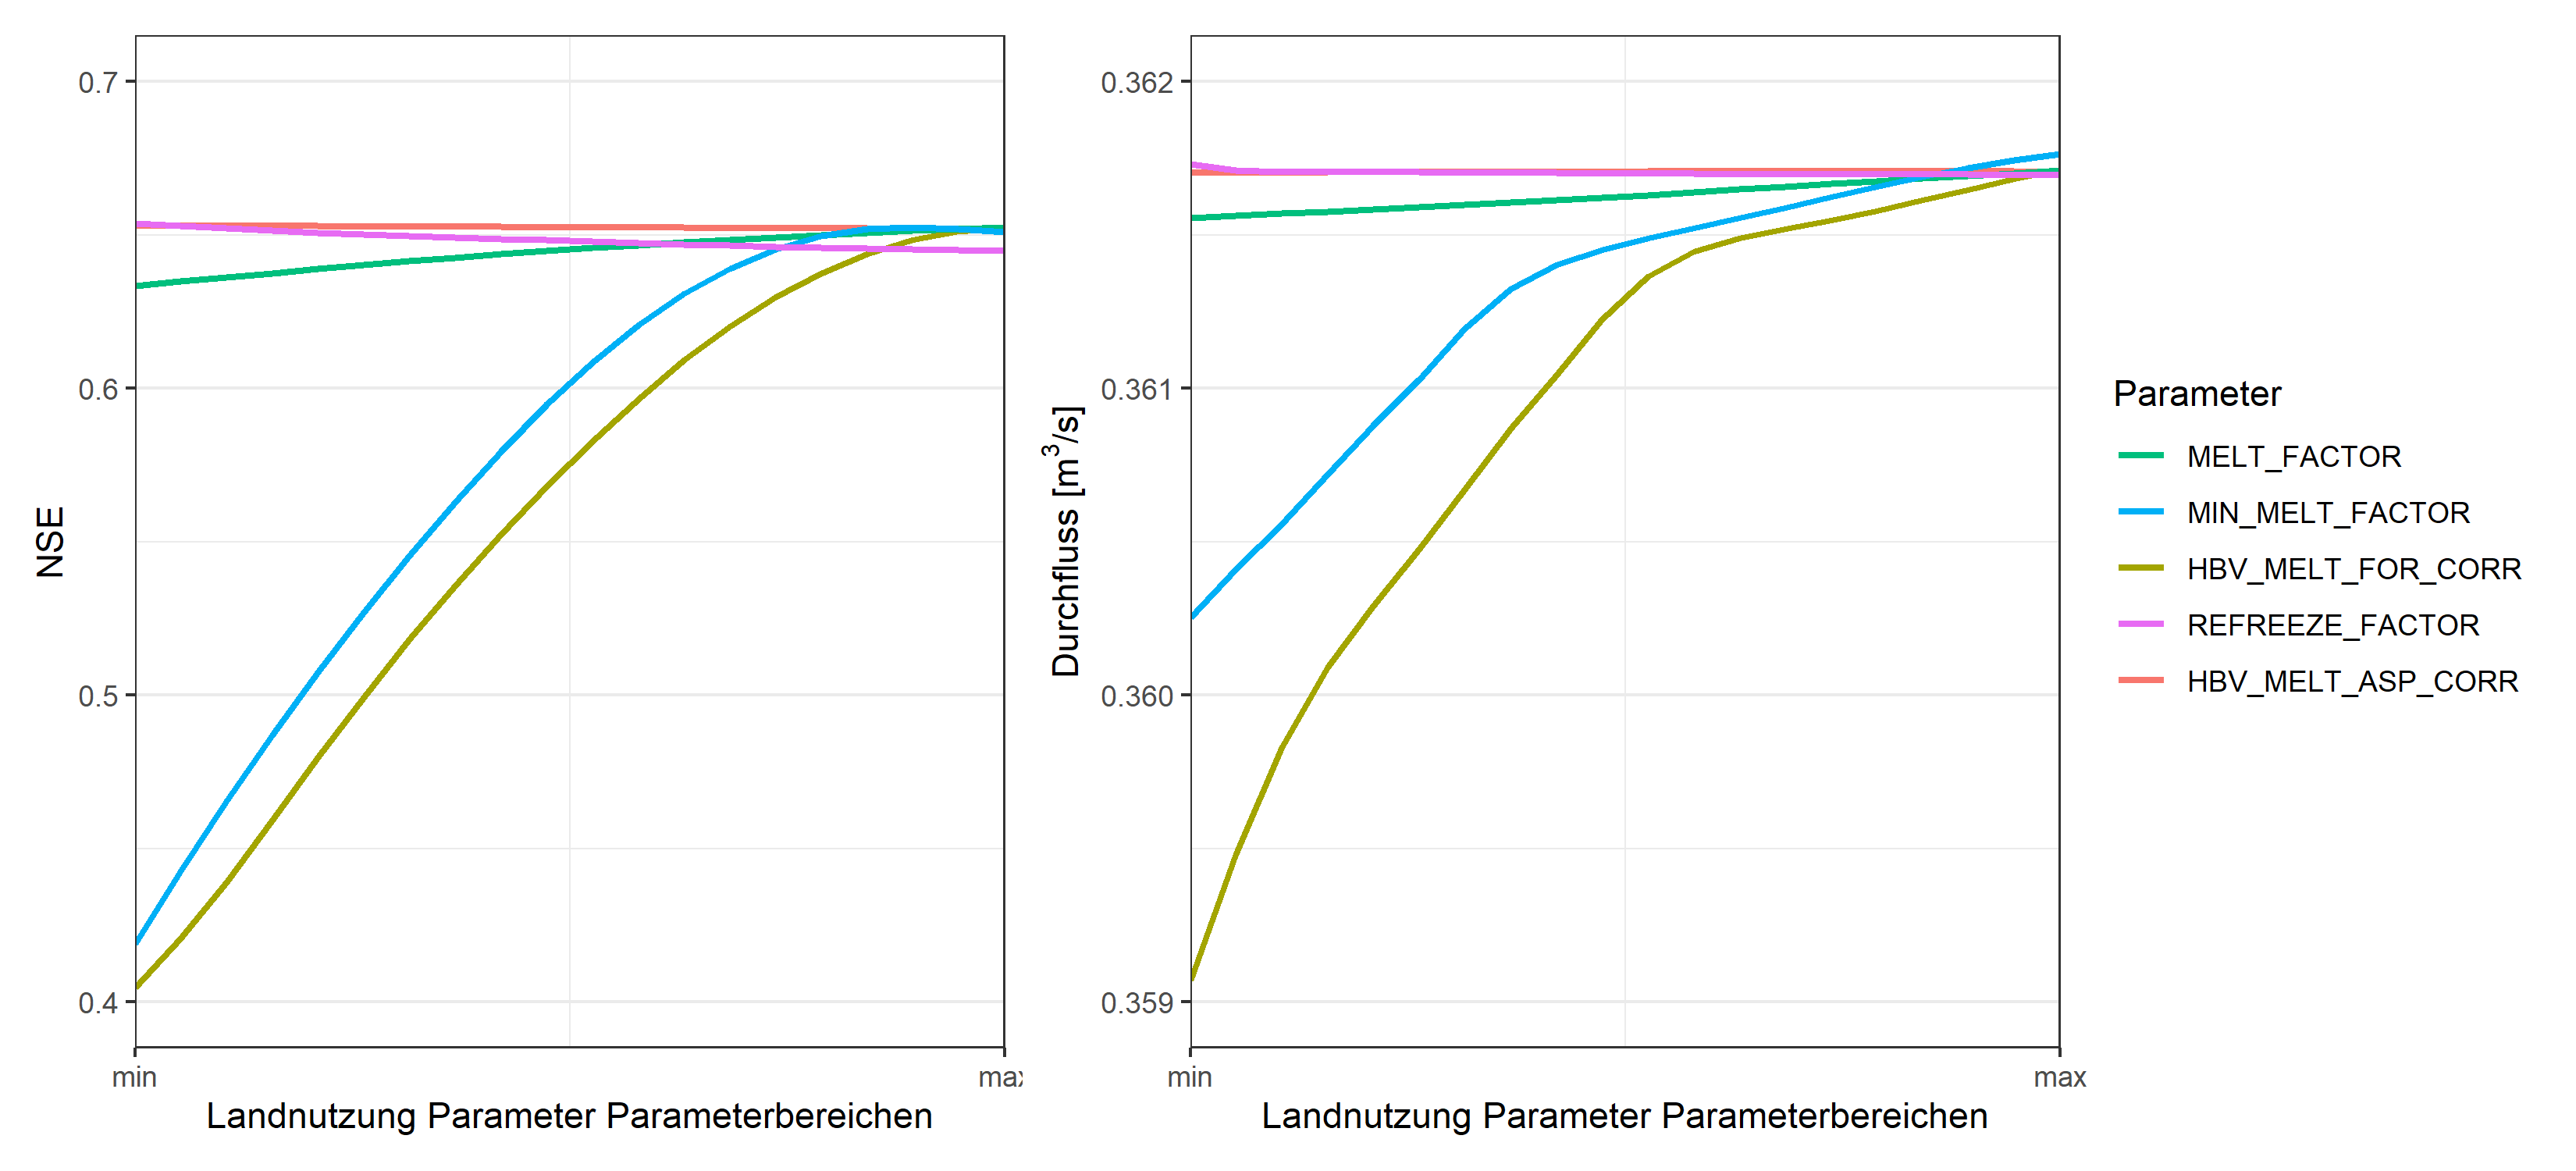 NSE
0.7
0.6
0.5
0.4
min
max
Landnutzung Parameter Parameterbereichen
Durchfluss [m³/s]
0.362
0.361
0.360
0.359
min
max
Landnutzung Parameter Parameterbereichen
Parameter
MELT_FACTOR
MIN_MELT_FACTOR
HBV_MELT_FOR_CORR
REFREEZE_FACTOR
HBV_MELT_ASP_CORR